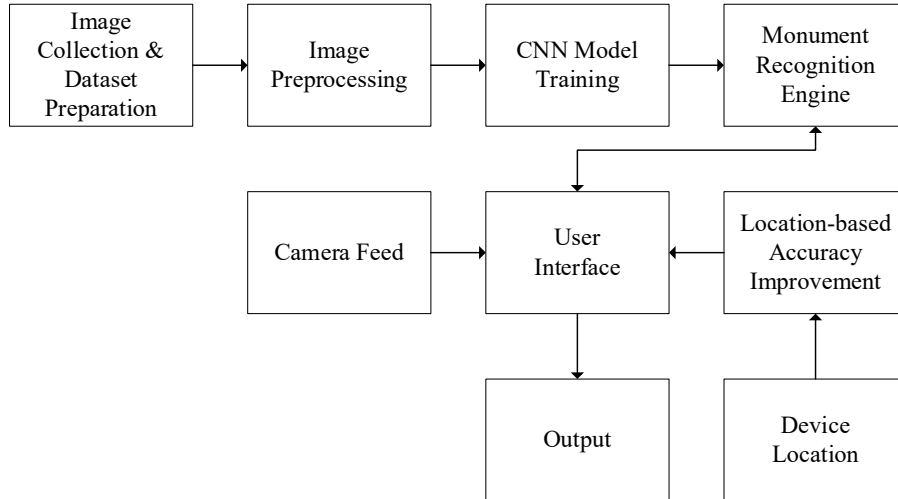 Image
Collection &
Dataset
Preparation
Image
Preprocessing
CNN Model
Training
Monument
Recognition
Engine
Camera Feed
User
Interface
Location-based
Accuracy
Improvement
Output
Device
Location